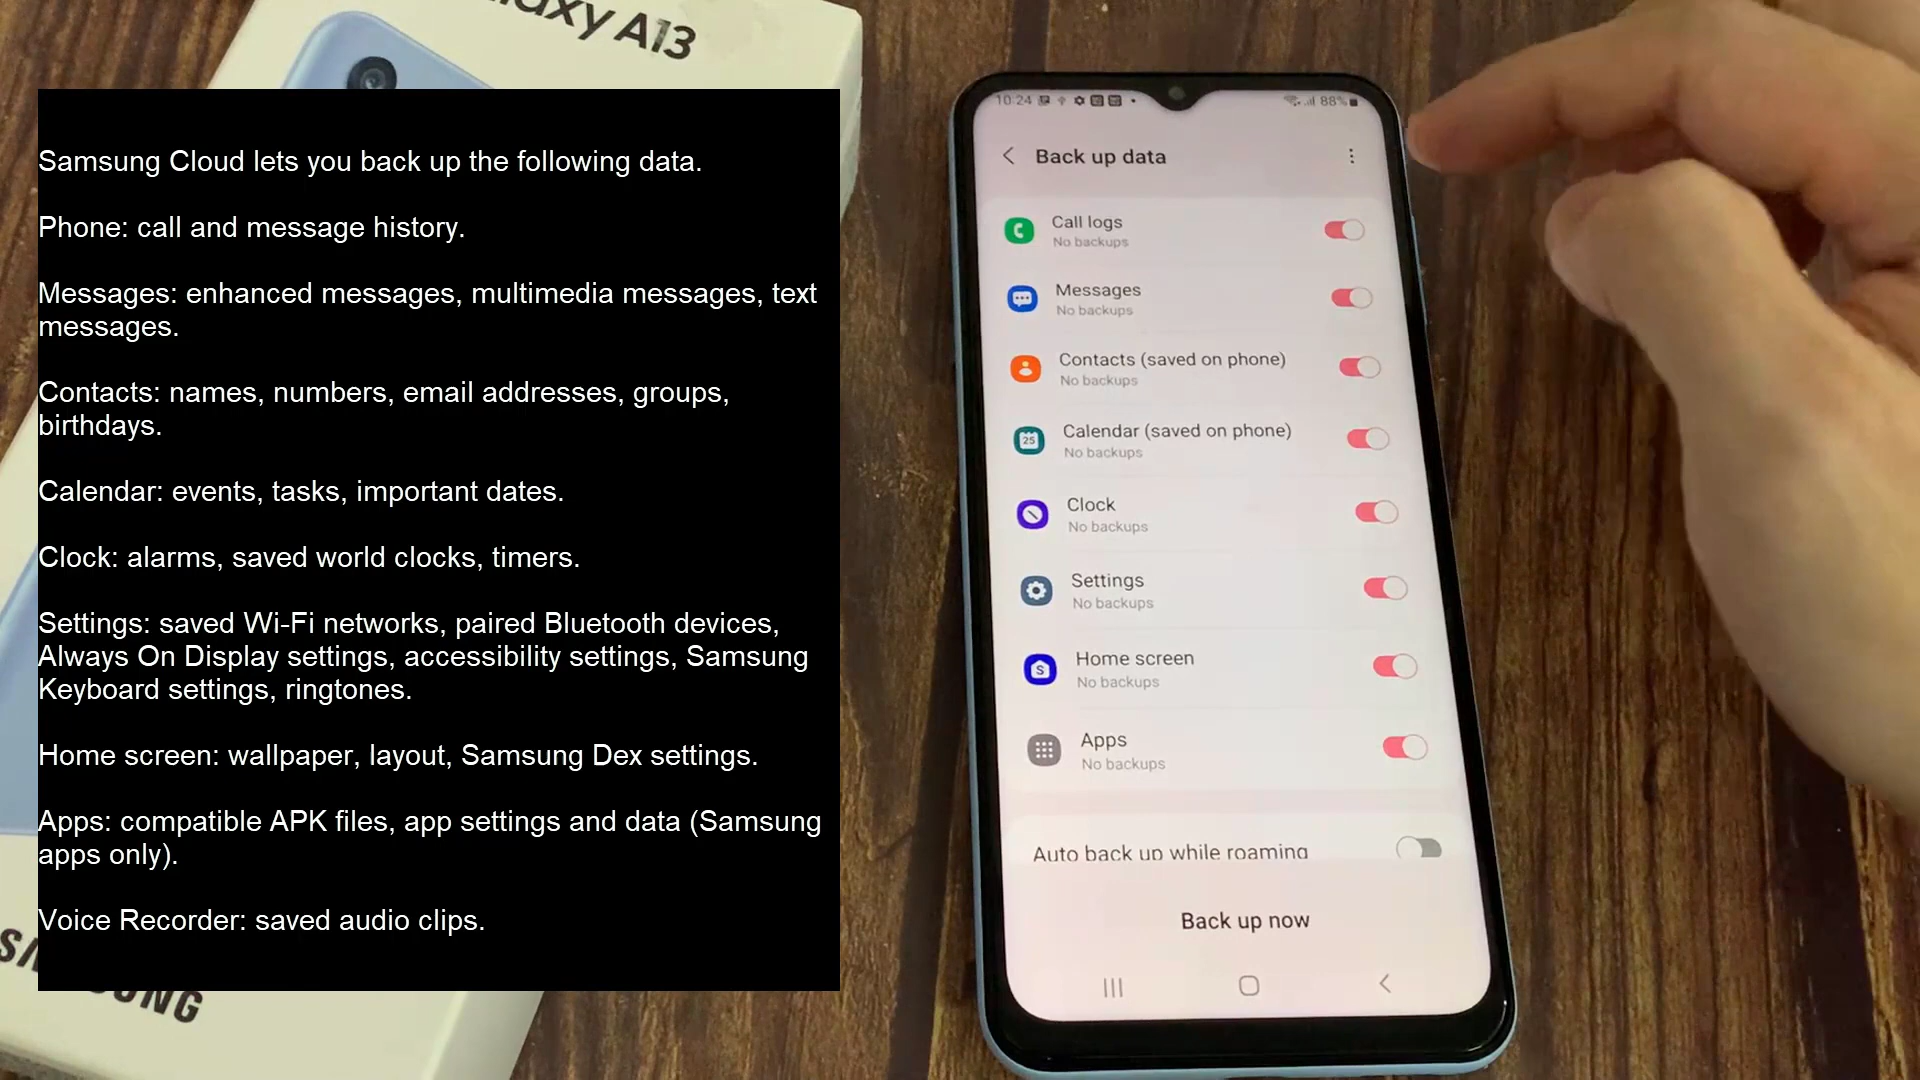 Galaxy A13
Samsung Cloud lets you back up the following data.
Phone: call and message history.
Messages: enhanced messages, multimedia messages, text
messages.
Contacts: names, numbers, email addresses, groups,
birthdays.
Calendar: events, tasks, important dates.
Clock: alarms, saved world clocks, timers.
Settings: saved Wi-Fi networks, paired Bluetooth devices,
Always On Display settings, accessibility settings, Samsung
Keyboard settings, ringtones.
Home screen: wallpaper, layout, Samsung Dex settings.
Apps: compatible APK files, app settings and data (Samsung
apps only).
Voice Recorder: saved audio clips.
SAMSUNG
10:24
88%
Back up data
Call logs
No backups
Messages
No backups
Contacts (saved on phone)
No backups
Calendar (saved on phone)
25
No backups
Clock
No backups
Settings
No backups
Home screen
S
No backups
Apps
No backups
Auto back up while roaming
Back up now